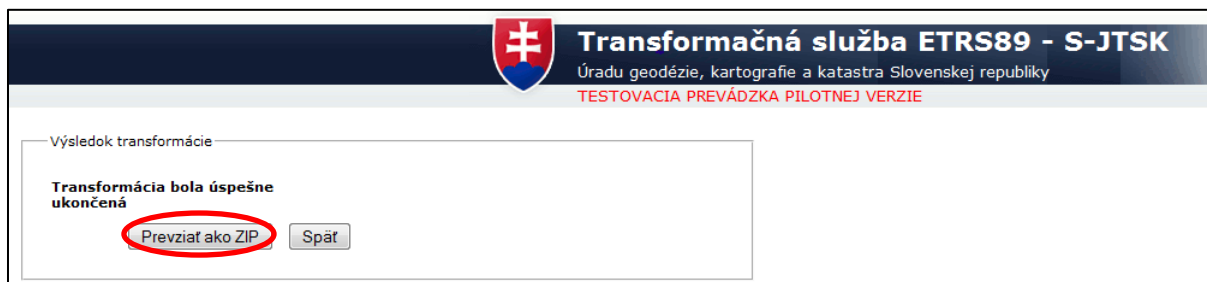 Transformačná služba ETRS89 - S-JTSK
Úradu geodézie, kartografie a katastra Slovenskej republiky
TESTOVACIA PREVÁDZKA PILOTNEJ VERZIE
Výsledok transformácie
Transformácia bola úspešne
ukončená
Prevziať ako ZIP
Späť